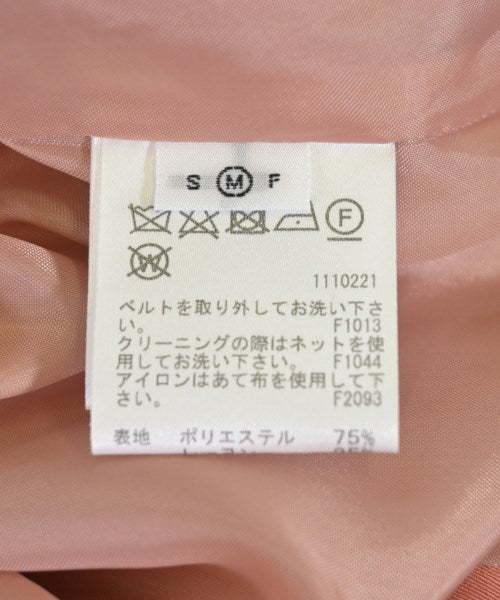 S M F
F
W
1110221
ベルトを取り外してお洗い下さ
い。 F1013
クリーニングの際はネットを使
用してお洗い下さい。 F1044
アイロンはあて布を使用して下
さい。 F2093
表地 ポリエステル 75%